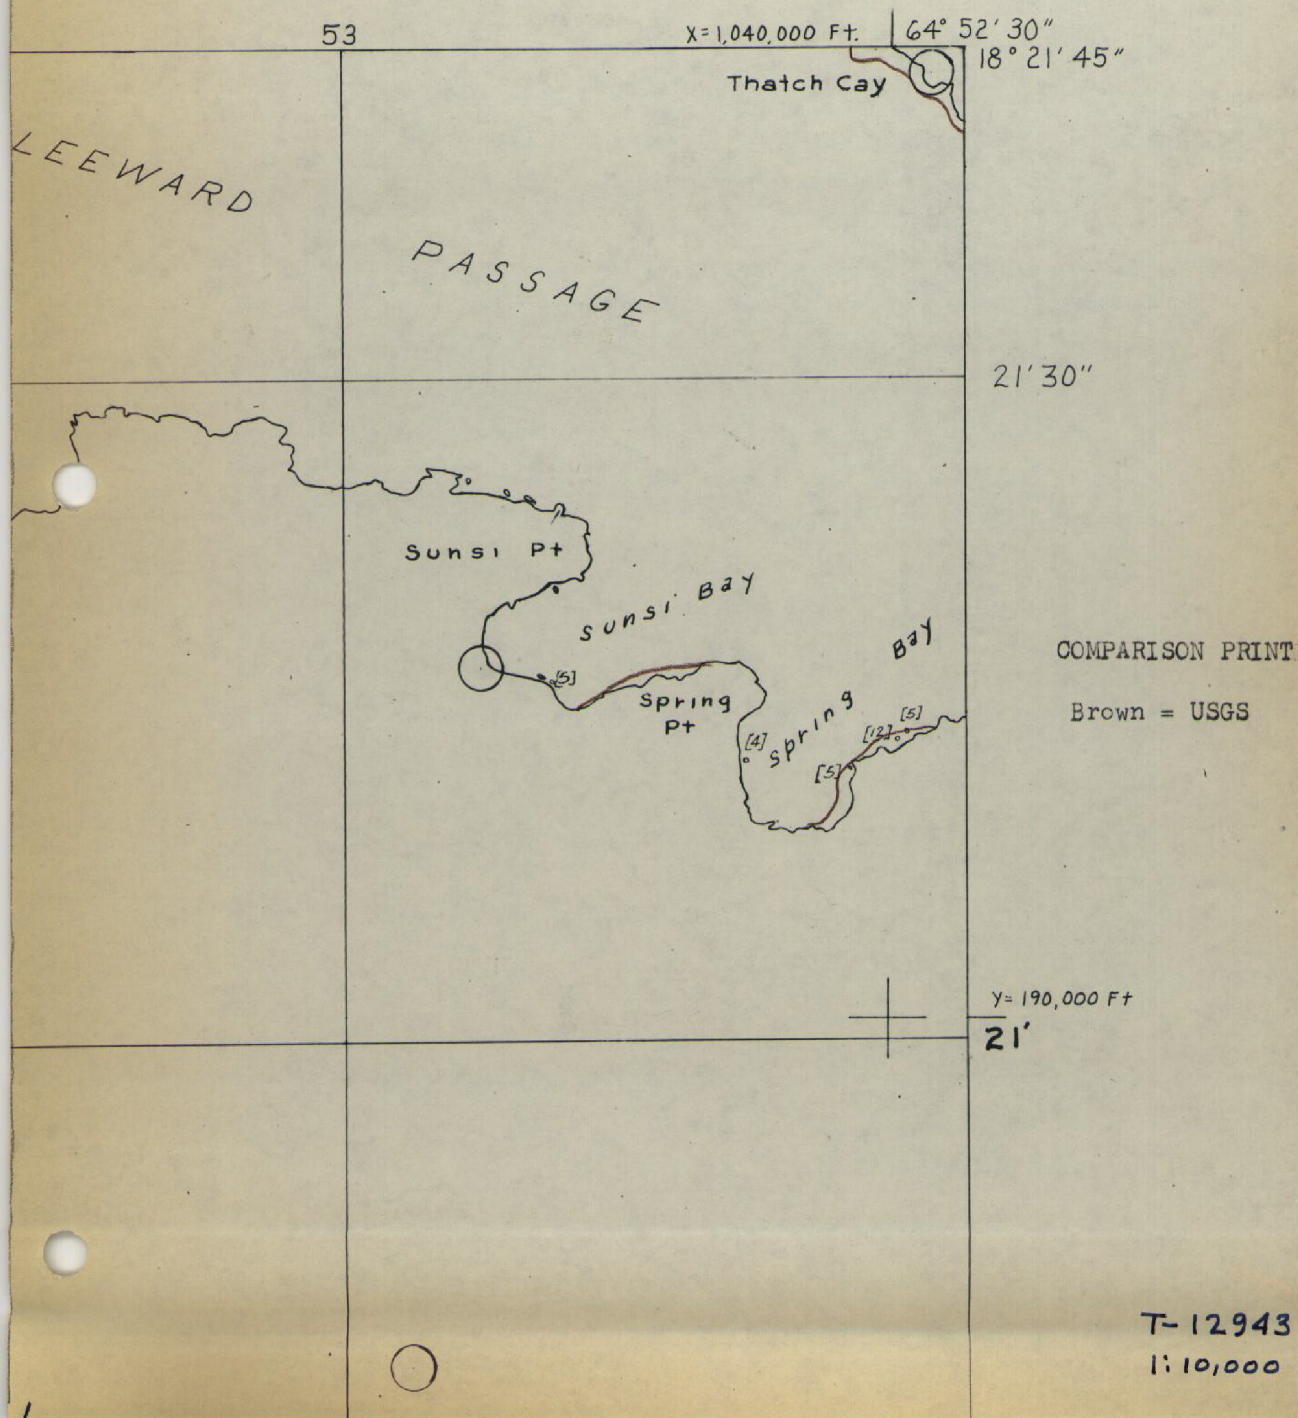 53
X=1,040,000 Ft.
64° 52' 30"
18° 21' 45"
Thatch Cay
LEEWARD
PASSAGE
21' 30"
Sunsi Pt
Sunsi Bay
Spring Bay
COMPARISON PRINT
Brown = USGS
[5]
Spring
Pt
[4]
[5]
[12]
[5]
Y= 190,000 Ft
21'
T-12943
1:10,000